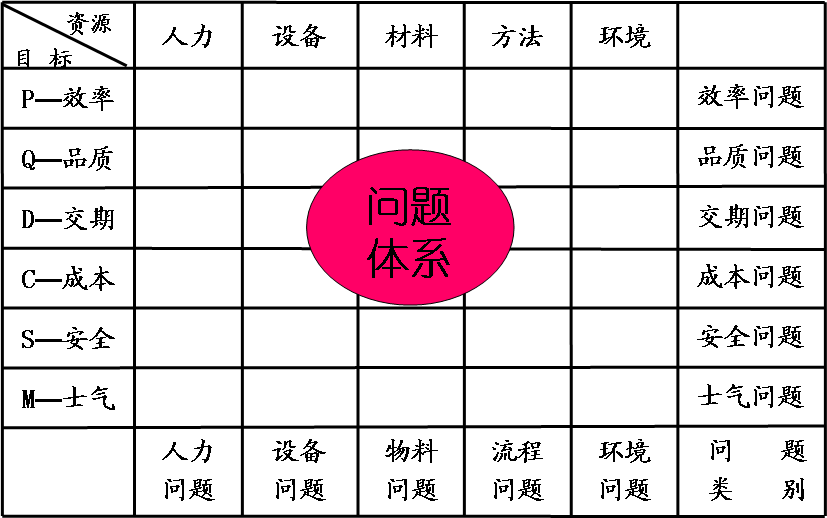 资源
目 标
人力 设备 材料 方法 环境
P—效率 效率问题
Q—品质 品质问题
D—交期 交期问题
C—成本 成本问题
S—安全 安全问题
M—士气 士气问题
问题
体系
人力 设备 物料 流程 环境 问 题
问题 问题 问题 问题 问题 类 别